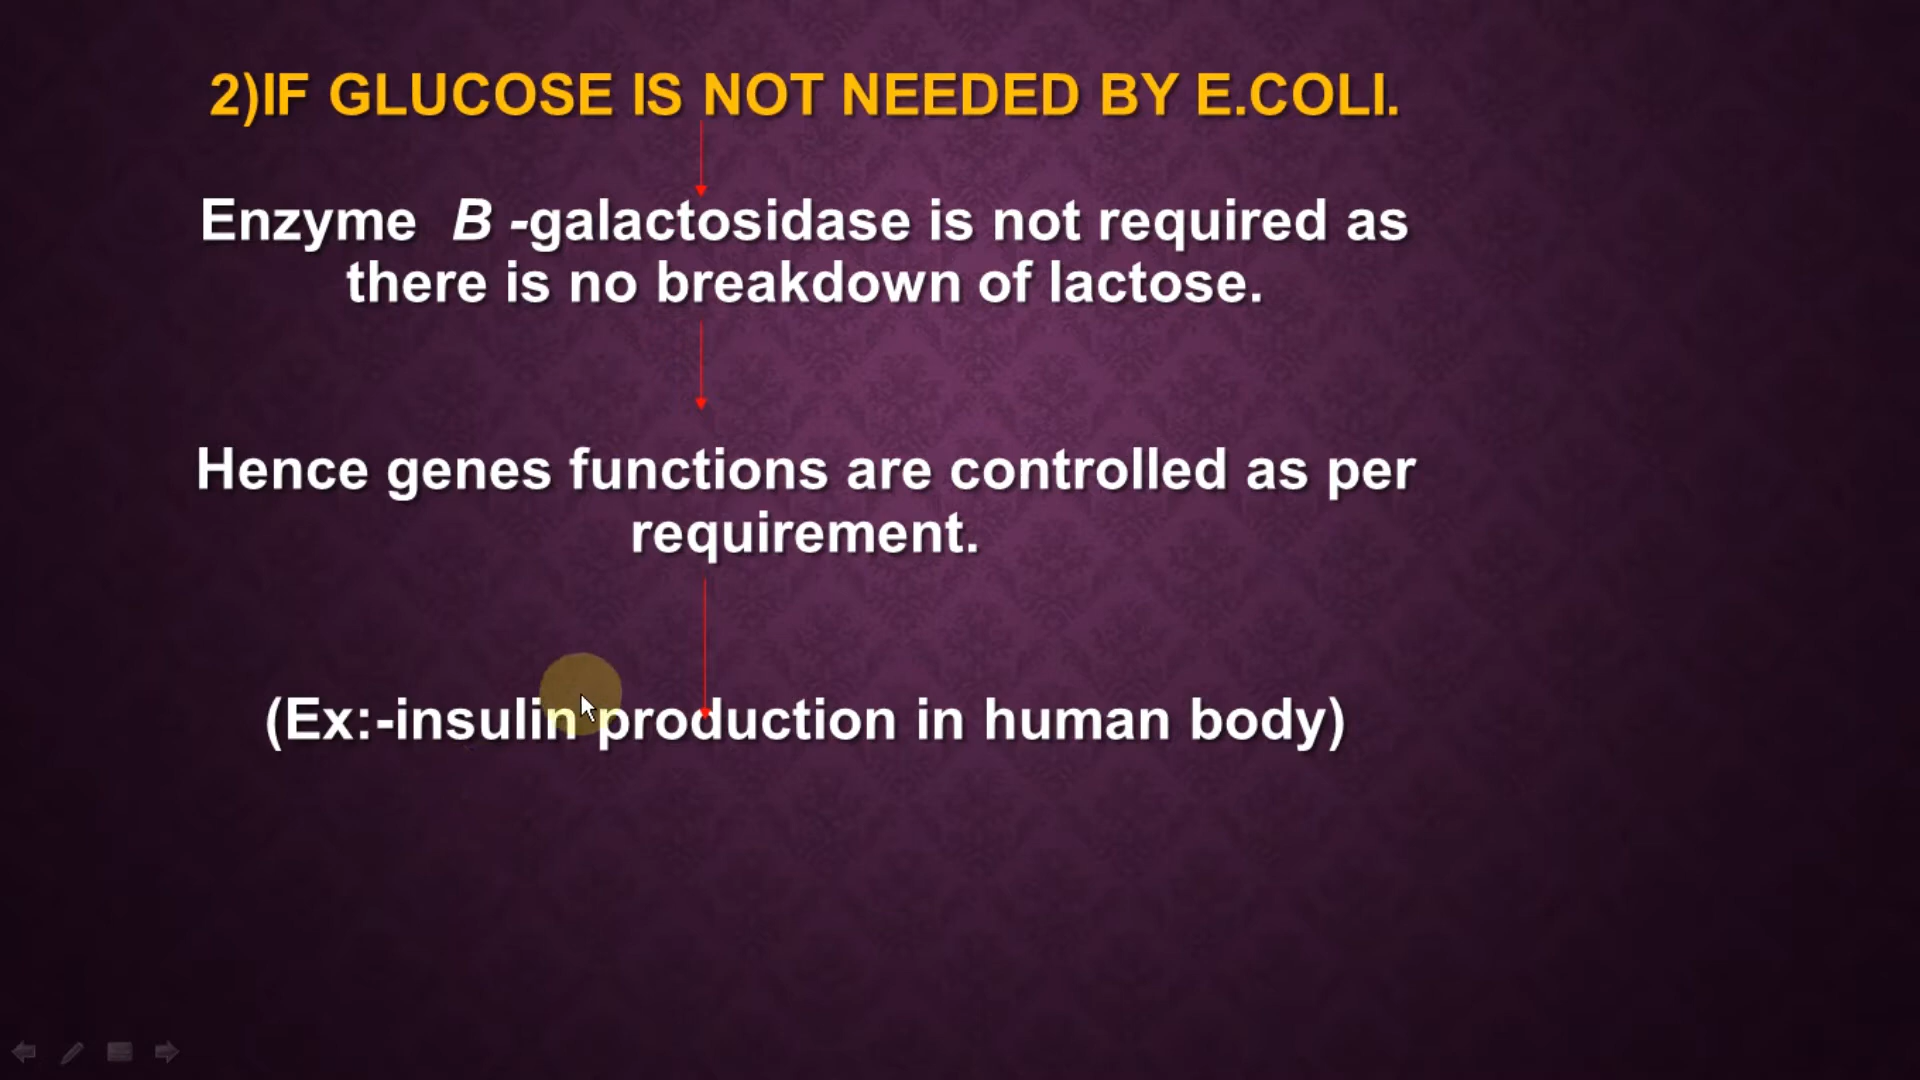 2)IF GLUCOSE IS NOT NEEDED BY E.COLI.
Enzyme B -galactosidase is not required as
there is no breakdown of lactose.
Hence genes functions are controlled as per
requirement.
(Ex:-insulin production in human body)